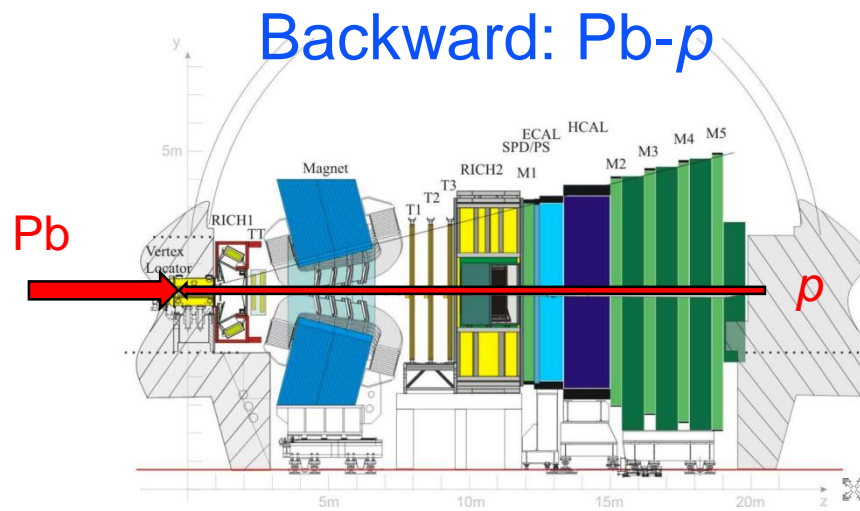 Backward: Pb-p
y
5m
Magnet
RICH1
TT
Vertex
Locator
T1
T2
T3
RICH2
SPD/PS
ECAL
HCAL
M1
M2
M3
M4
M5
Pb
p
5m
10m
15m
20m
z